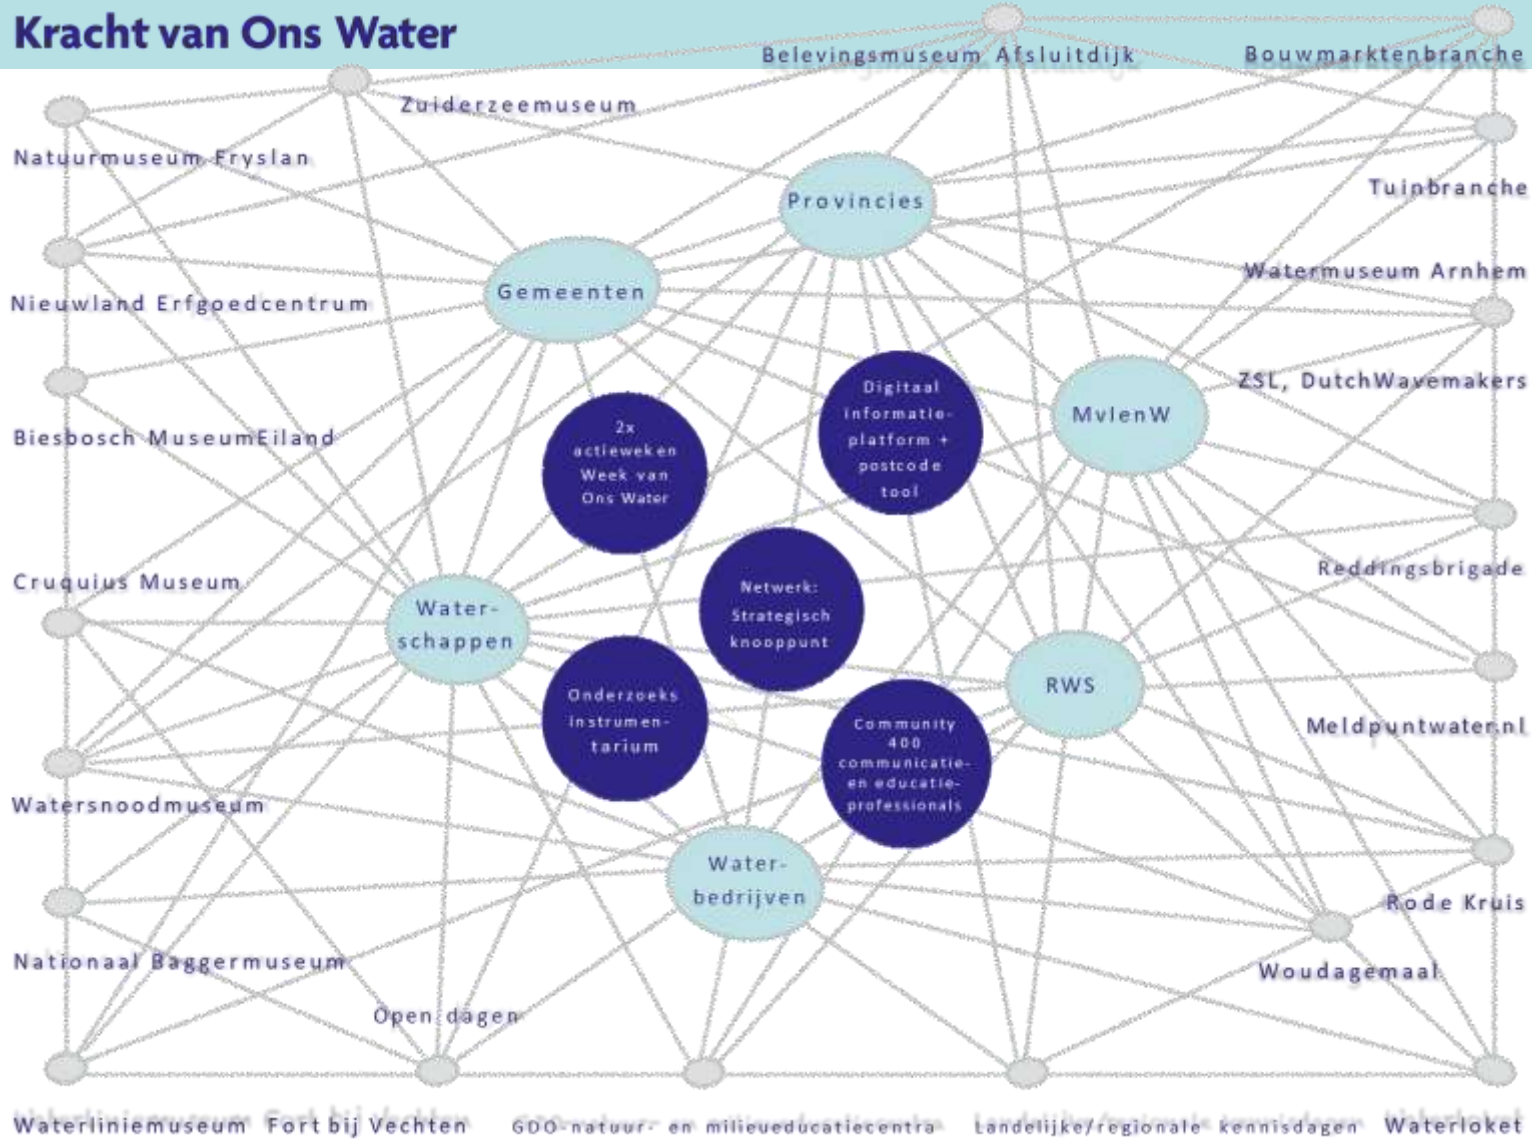 Kracht van Ons Water
Belevingsmuseum Afsluitdijk
Bouwmarktenbranche
Zuiderzeemuseum
Natuurmuseum Fryslan
Tuinbranche
Provincies
Watermuseum Arnhem
Gemeenten
Nieuwland Erfgoedcentrum
ZSL, DutchWavemakers
MvIenW
Digitaal
informatie-
platform +
postcode
tool
2x
actieweken
Week van
Ons Water
Biesbosch MuseumEiland
Reddingsbrigade
Cruquius Museum
Water-
schappen
Netwerk:
Strategisch
knooppunt
RWS
Onderzoeks
instrumen-
tarium
Meldpuntwater.nl
Community
400
communicatie-
en educatie-
professionals
Watersnoodmuseum
Water-
bedrijven
Rode Kruis
Nationaal Baggermuseum
Woudagemaal
Open dagen
Waterliniemuseum Fort bij Vechten
GDO-natuur- en milieueducatiecentra
Landelijke/regionale kennisdagen
Waterloket